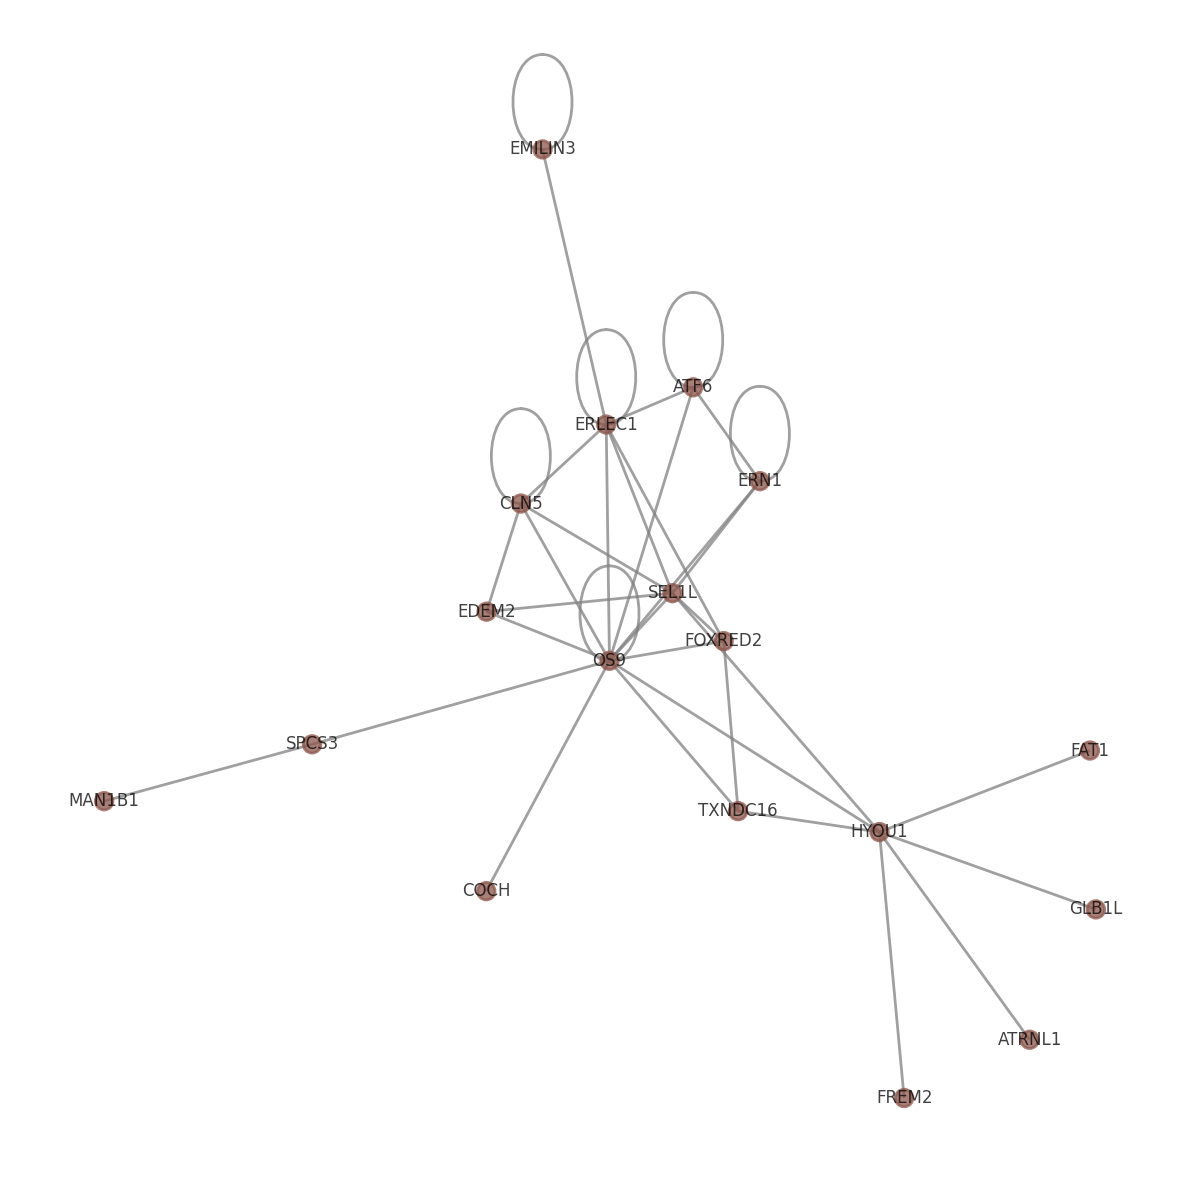 EMILIN3
ATF6
ERLEC1
ERN1
CLN5
SEL1L
EDEM2
FOXRED2
OS9
SPCS3
FAT1
MAN1B1
TXNDC16
HYOU1
COCH
GLB1L
ATRNL1
FREM2